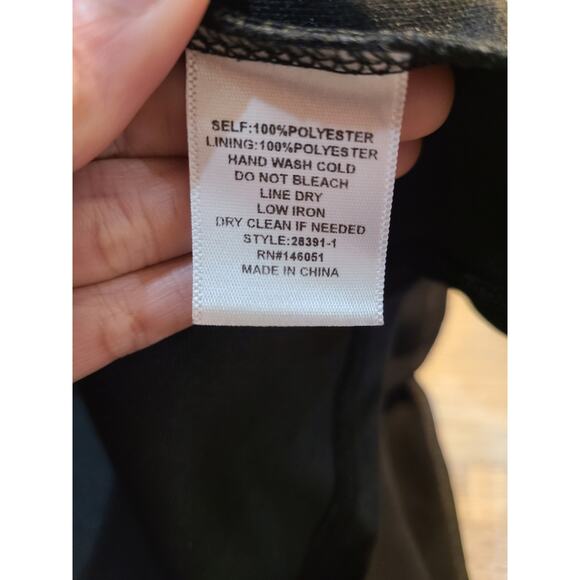 SELF:100%POLYESTER
LINING:100%POLYESTER
HAND WASH COLD
DO NOT BLEACH
LINE DRY
LOW IRON
DRY CLEAN IF NEEDED
STYLE:28391-1
RN#146051
MADE IN CHINA